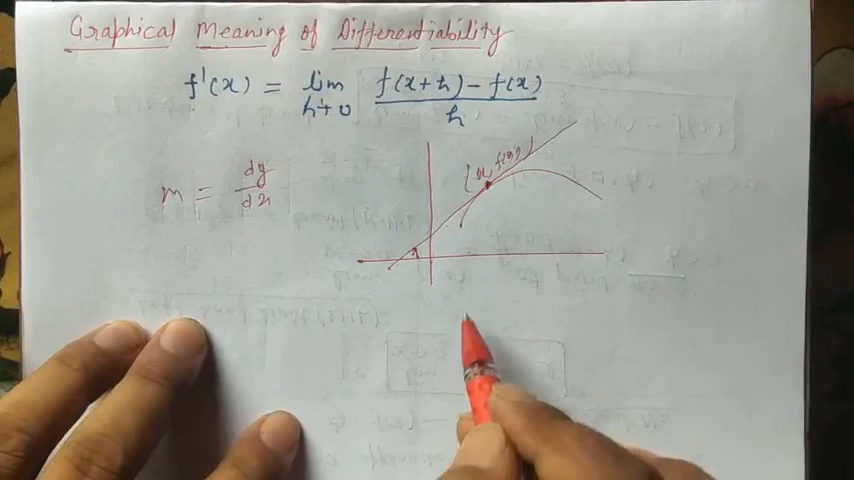 Graphical Meaning of Differentiability
f'(x) = lim f(x+h) - f(x)
h→0 h
m = dy
dx
(x, f(x))